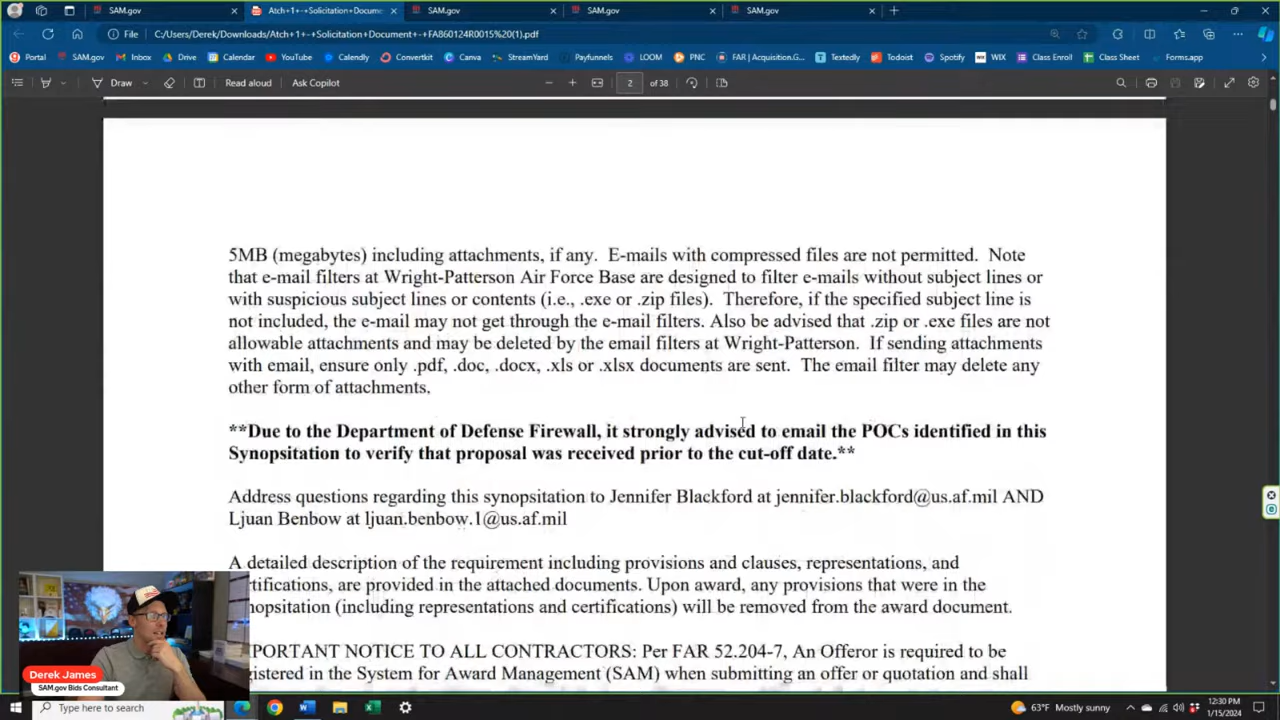 SAM.gov
Atch+1+-+Solicitation+Docume
SAM.gov
SAM.gov
SAM.gov
File
C:/Users/Derek/Downloads/Atch+1+-+Solicitation+Document+-+FA860124R0015%20(1).pdf
Portal
SAM.gov
Inbox
Drive
Calendar
YouTube
Calendly
Convertkit
Canva
StreamYard
Payfunnels
LOOM
PNC
FAR | Acquisition.G...
Textedly
Todoist
Spotify
WIX
Class Enroll
Class Sheet
Forms.app
Draw
Read aloud
Ask Copilot
2
of 38
5MB (megabytes) including attachments, if any. E-mails with compressed files are not permitted. Note
that e-mail filters at Wright-Patterson Air Force Base are designed to filter e-mails without subject lines or
with suspicious subject lines or contents (i.e., .exe or .zip files). Therefore, if the specified subject line is
not included, the e-mail may not get through the e-mail filters. Also be advised that .zip or .exe files are not
allowable attachments and may be deleted by the email filters at Wright-Patterson. If sending attachments
with email, ensure only .pdf, .doc, .docx, .xls or .xlsx documents are sent. The email filter may delete any
other form of attachments.
**Due to the Department of Defense Firewall, it strongly advised to email the POCs identified in this
Synopsitation to verify that proposal was received prior to the cut-off date.**
Address questions regarding this synopsitation to Jennifer Blackford at jennifer.blackford@us.af.mil AND
Ljuan Benbow at ljuan.benbow.1@us.af.mil
A detailed description of the requirement including provisions and clauses, representations, and
rtifications, are provided in the attached documents. Upon award, any provisions that were in the
nopsitation (including representations and certifications) will be removed from the award document.
PORTANT NOTICE TO ALL CONTRACTORS: Per FAR 52.204-7, An Offeror is required to be
gistered in the System for Award Management (SAM) when submitting an offer or quotation and shall
Derek James
SAM.gov Bids Consultant
Type here to search
63°F Mostly sunny
12:30 PM
1/15/2024